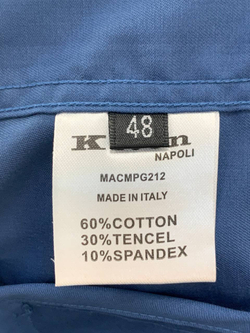 48
NAPOLI
MACMPG212
MADE IN ITALY
60%COTTON
30%TENCEL
10%SPANDEX